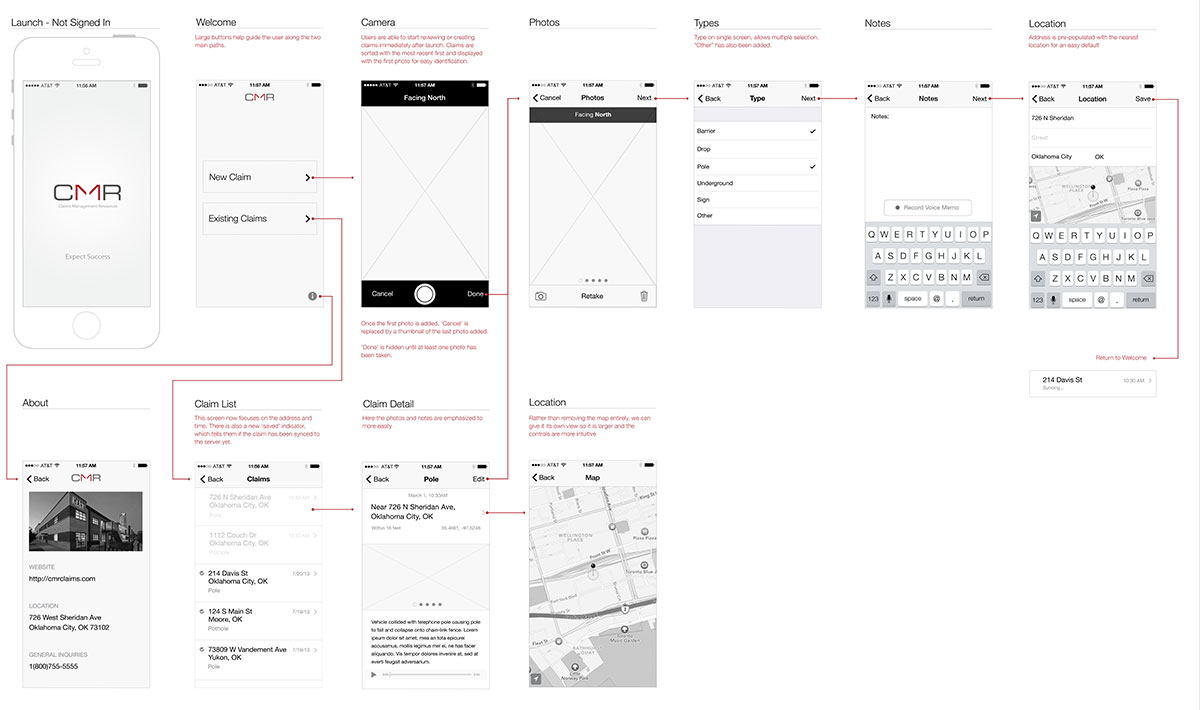 Launch - Not Signed In
●●●●● AT&T 11:56 AM
CMR
Claims Management Resources
Expect Success
Welcome
Large buttons help guide the user along the two
main paths.
●●●○○ AT&T 11:57 AM
CMR
New Claim
Existing Claims
i
Camera
Users are able to start reviewing or creating
claims immediately after launch. Claims are
sorted with the most recent first and displayed
with the first photo for easy identification.
●●●●○ AT&T 11:57 AM
Facing North
Cancel
Done
Once the first photo is added, 'Cancel' is
replaced by a thumbnail of the last photo added.
'Done' is hidden until at least one photo has
been taken.
Photos
●●●○○ AT&T 11:57 AM
Cancel Photos Next
Facing North
Retake
Types
Type on single screen, allows multiple selection.
"Other" has also been added.
●●●○○ AT&T 11:57 AM
Back Type Next
Barrier
Drop
Pole
Underground
Sign
Other
Notes
●●●○○ AT&T 11:57 AM
Back Notes Next
Notes:
Record Voice Memo
Q W E R T Y U I O P
A S D F G H J K L
Z X C V B N M
123 space @ . return
Location
Address is pre-populated with the nearest
location for an easy default
●●●○○ AT&T 11:57 AM
Back Location Save
726 N Sheridan
Street
Oklahoma City OK
WELLINGTON
PLACE
Pizza Pizza
Toronto Blue Jays
Q W E R T Y U I O P
A S D F G H J K L
Z X C V B N M
123 space @ . return
Return to Welcome
214 Davis St 10:30 AM
Syncing...
About
●●●○○ AT&T 11:57 AM
Back CMR
WEBSITE
http://cmrclaims.com
LOCATION
726 West Sheridan Ave
Oklahoma City, OK 73102
GENERAL INQUIRIES
1(800)755-5555
Claim List
This screen now focuses on the address and
time. There is also a new 'saved' indicator,
which tells them if the claim has been synced to
the server yet.
●●●○○ AT&T 11:56 AM
Back Claims
726 N Sheridan Ave 10:30 AM
Oklahoma City, OK
Pole
1112 Couch Dr 10:30 AM
Oklahoma City, OK
Pothole
214 Davis St 7/20/13
Oklahoma City, OK
Pole
124 S Main St 7/19/13
Moore, OK
Pothole
73809 W Vandement Ave 7/19/13
Yukon, OK
Pole
Claim Detail
Here the photos and notes are emphasized to
more easily
●●●○○ AT&T 11:57 AM
Back Pole Edit
March 1, 10:30AM
Near 726 N Sheridan Ave,
Oklahoma City, OK
Within 16 feet
Vehicle collided with telephone pole causing pole
to fall and collapse onto chain-link fence. Lorem
ipsum dolor sit amet, mea an tota epicurei
accusamus, mollis legimus mel ei, ne has facer
aliquando. Vis tempor dolores invenire at, sed at
everti feugait adversarium.
Location
Rather than removing the map entirely, we can
give it its own view so it is larger and the
controls are more intuitive
●●●○○ AT&T 11:57 AM
Back Map
WELLINGTON
PLACE
Pizza Pizza
Front St W
Toronto Blue Jays
2
Fleet St
Toronto
Music Garden
BATHURST
QUAY
Little
Norway Park